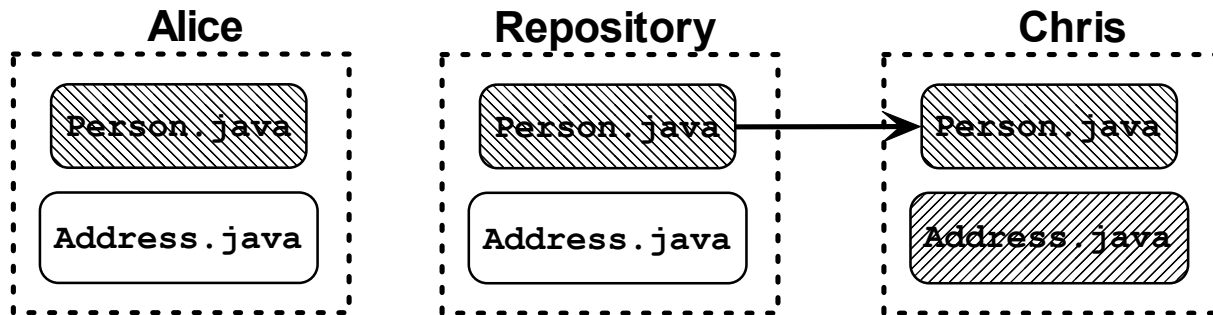 Alice
Repository
Chris
Person.java
Person.java
Person.java
Address.java
Address.java
Address.java